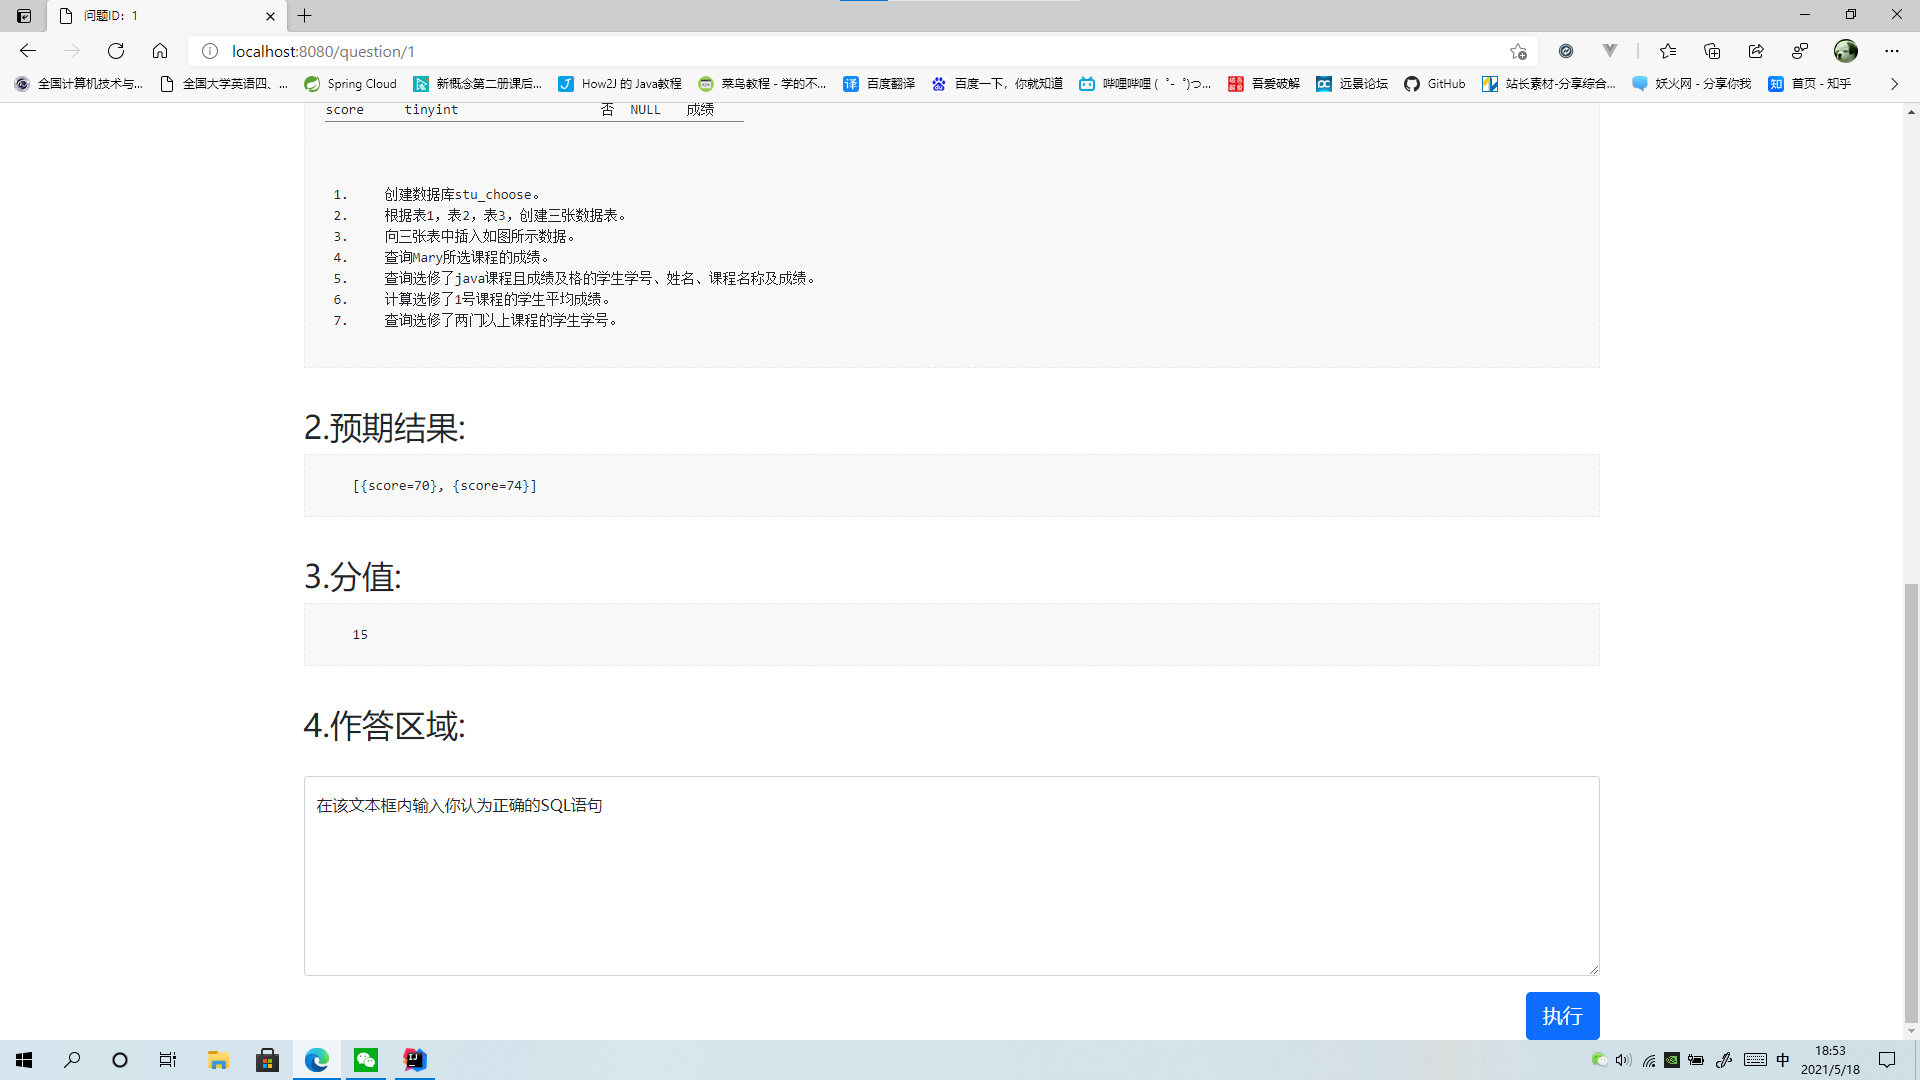 问题ID：1
localhost:8080/question/1
全国计算机技术与...
全国大学英语四、...
Spring Cloud
新概念第二册课后...
How2J 的 Java教程
菜鸟教程 - 学的不...
百度翻译
百度一下，你就知道
哔哩哔哩 ( ゜- ゜)つ...
吾爱破解
远景论坛
GitHub
站长素材-分享综合...
妖火网 - 分享你我
首页 - 知乎
score tinyint 否 NULL 成绩
1. 创建数据库stu_choose。
2. 根据表1，表2，表3，创建三张数据表。
3. 向三张表中插入如图所示数据。
4. 查询Mary所选课程的成绩。
5. 查询选修了java课程且成绩及格的学生学号、姓名、课程名称及成绩。
6. 计算选修了1号课程的学生平均成绩。
7. 查询选修了两门以上课程的学生学号。
2.预期结果:
[{score=70}, {score=74}]
3.分值:
15
4.作答区域:
在该文本框内输入你认为正确的SQL语句
执行
中
18:53
2021/5/18